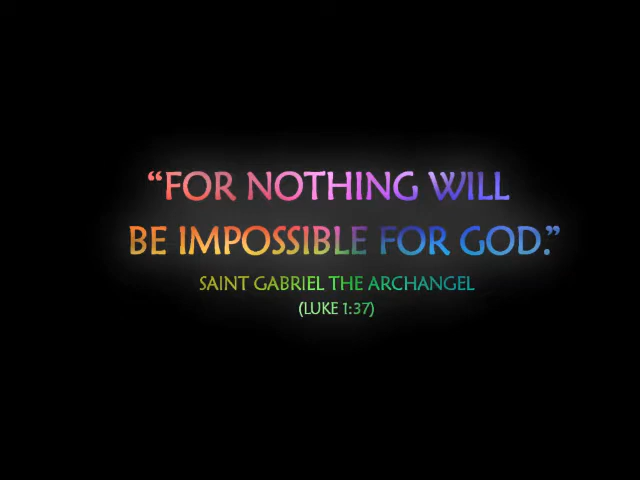 “FOR NOTHING WILL
BE IMPOSSIBLE FOR GOD.”
SAINT GABRIEL THE ARCHANGEL
(LUKE 1:37)